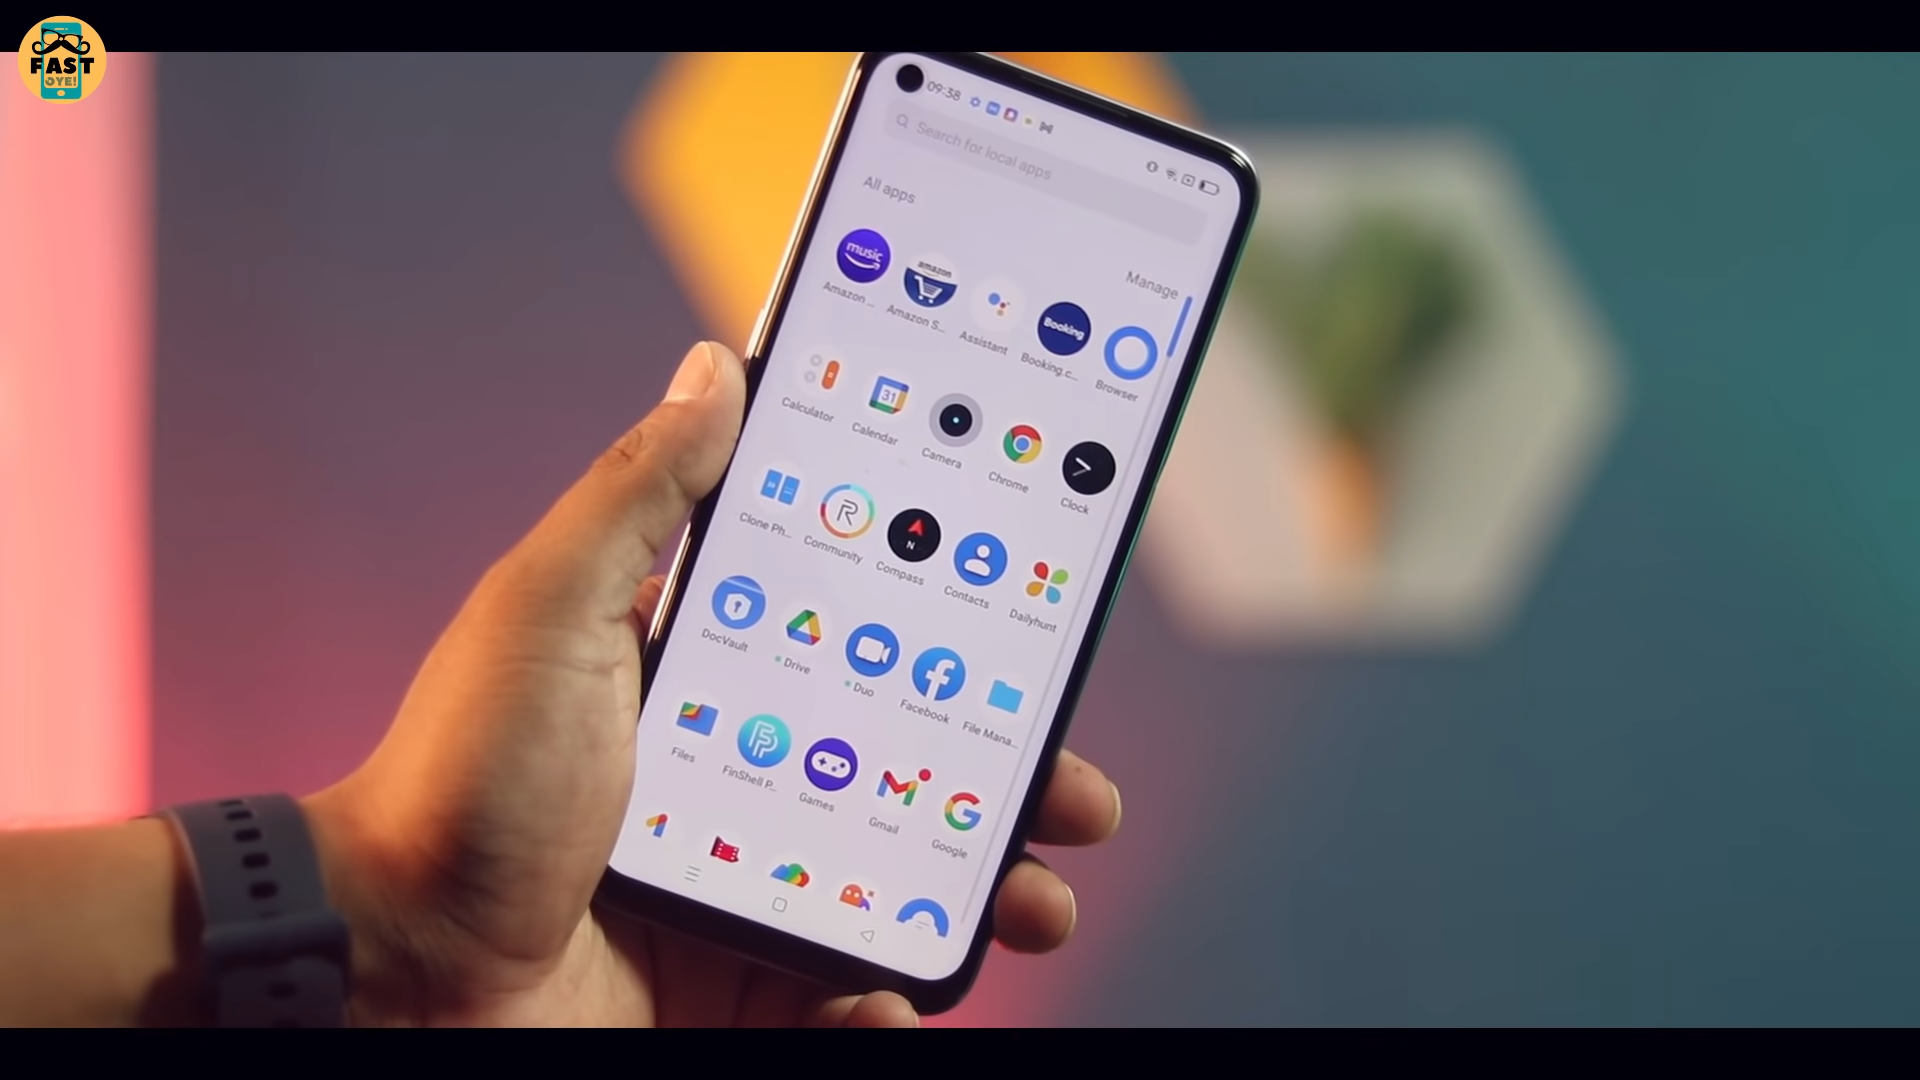 FAST
OYE!
09:38
Search for local apps
All apps
Manage
music
amazon
Booking
Amazon ...
Amazon S...
Assistant
Booking.c...
Browser
31
Calculator
Calendar
Camera
Chrome
Clock
N
Clone Ph...
Community
Compass
Contacts
Dailyhunt
DocVault
Drive
Duo
Facebook
File Mana...
Files
FinShell P...
Games
Gmail
Google